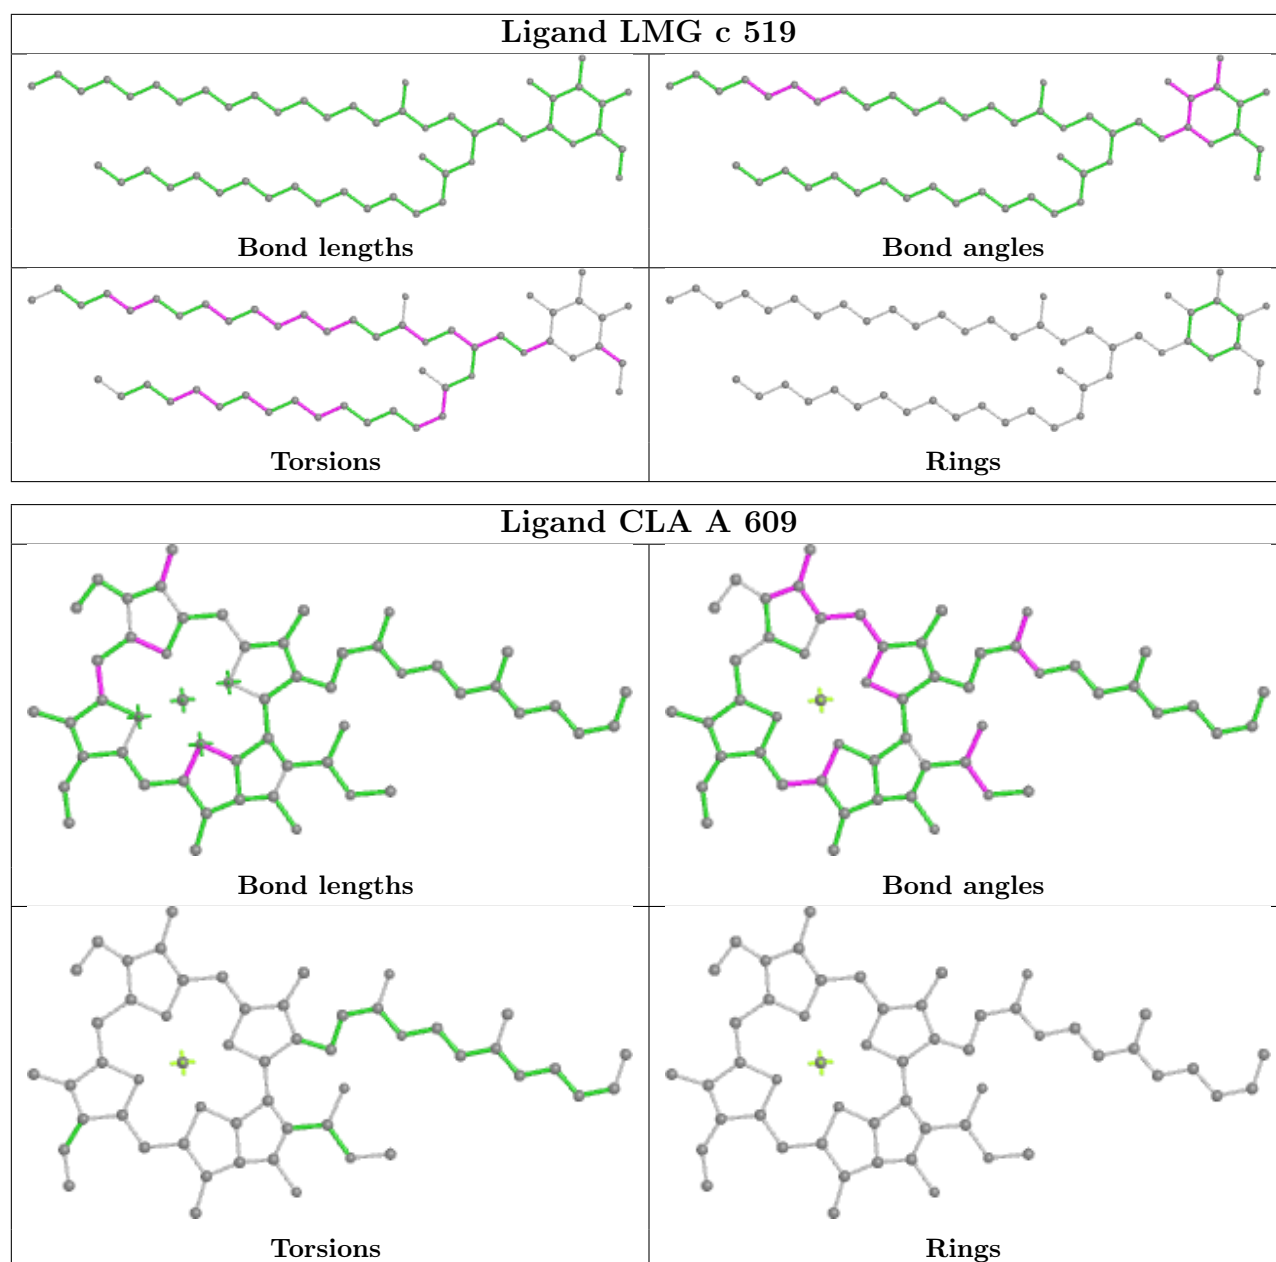 Ligand LMG c 519
Bond lengths
Bond angles
Torsions
Rings
Ligand CLA A 609
Bond lengths
Bond angles
Torsions
Rings